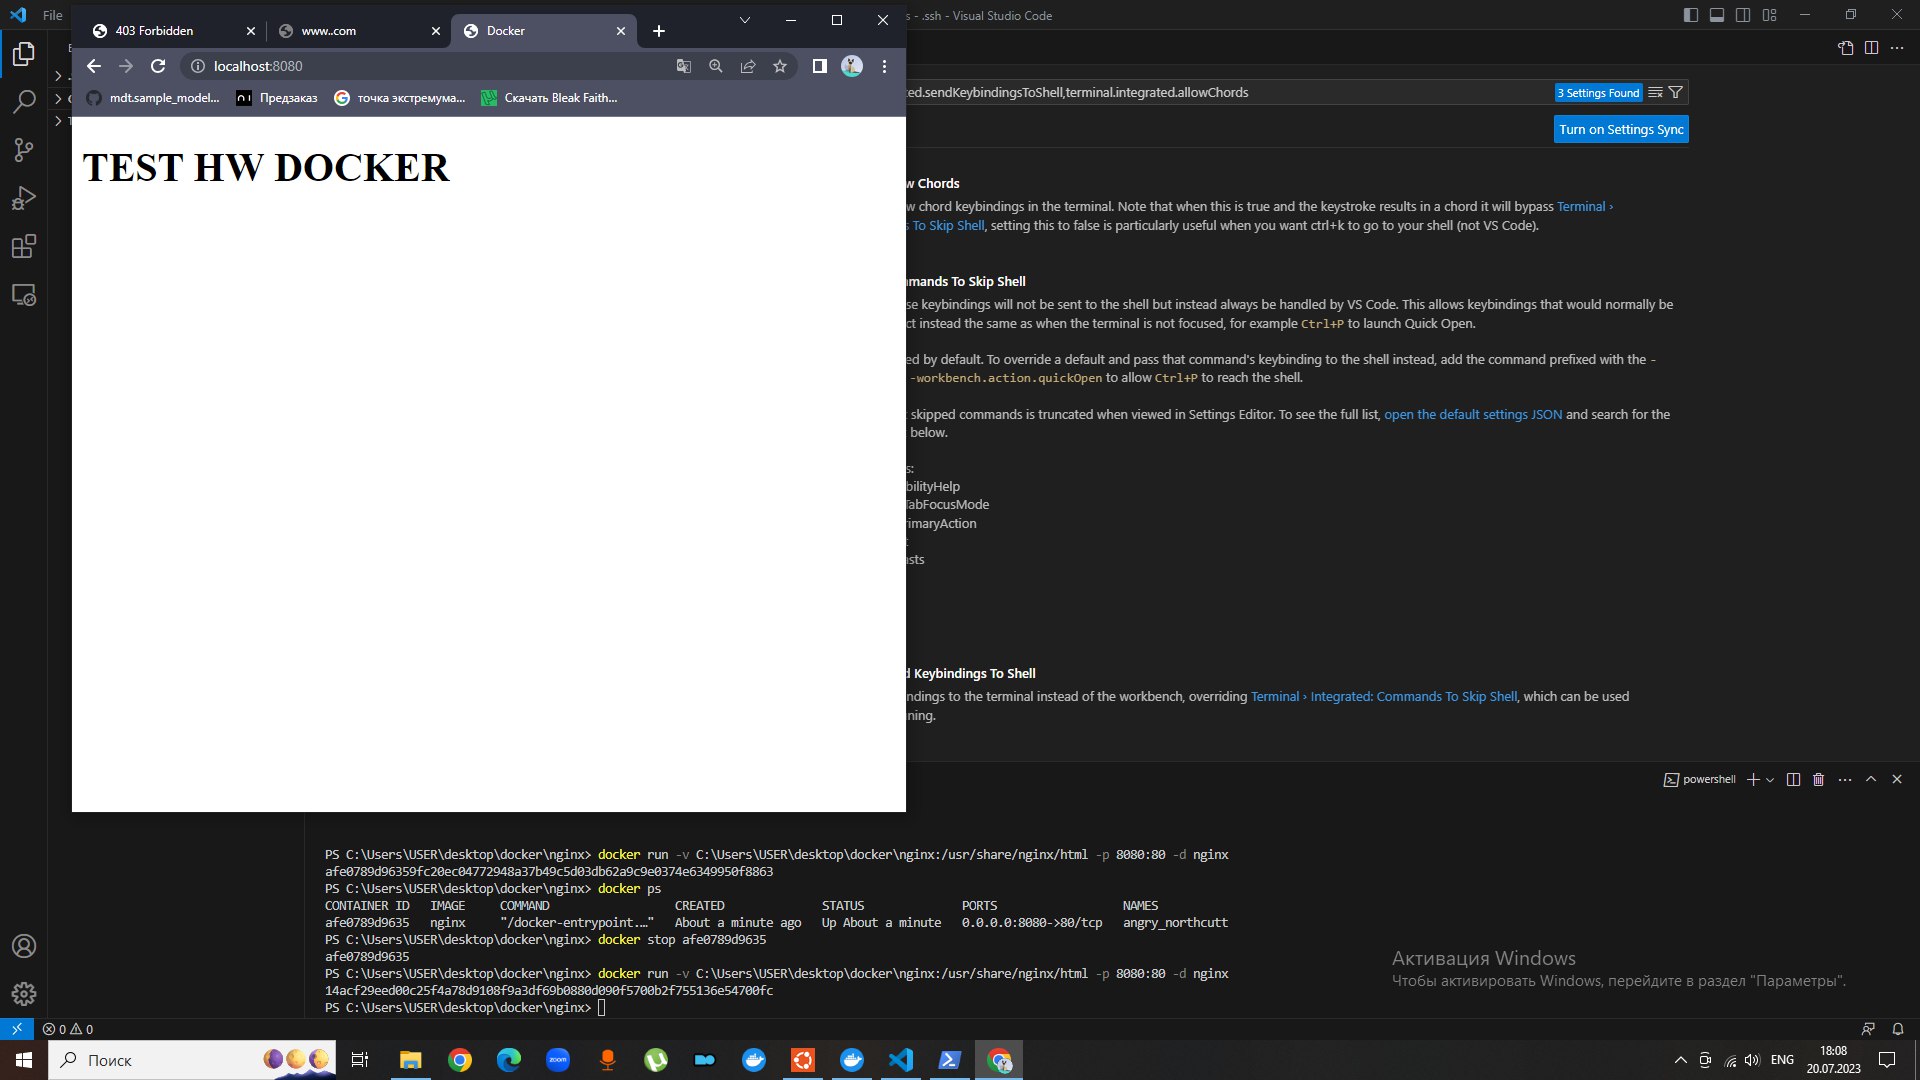 File
s - .ssh - Visual Studio Code
403 Forbidden
www..com
Docker
localhost:8080
mdt.sample_model...
Предзаказ
точка экстремума...
Скачать Bleak Faith...
ed.sendKeybindingsToShell,terminal.integrated.allowChords
3 Settings Found
Turn on Settings Sync
TEST HW DOCKER
w Chords
w chord keybindings in the terminal. Note that when this is true and the keystroke results in a chord it will bypass Terminal ›
s To Skip Shell, setting this to false is particularly useful when you want ctrl+k to go to your shell (not VS Code).
mands To Skip Shell
se keybindings will not be sent to the shell but instead always be handled by VS Code. This allows keybindings that would normally be
ct instead the same as when the terminal is not focused, for example Ctrl+P to launch Quick Open.
ed by default. To override a default and pass that command's keybinding to the shell instead, add the command prefixed with the -
-workbench.action.quickOpen to allow Ctrl+P to reach the shell.
skipped commands is truncated when viewed in Settings Editor. To see the full list, open the default settings JSON and search for the
below.
s:
bilityHelp
TabFocusMode
rimaryAction
t
asts
d Keybindings To Shell
ndings to the terminal instead of the workbench, overriding Terminal › Integrated: Commands To Skip Shell, which can be used
ning.
powershell
PS C:\Users\USER\desktop\docker\nginx> docker run -v C:\Users\USER\desktop\docker\nginx:/usr/share/nginx/html -p 8080:80 -d nginx
afe0789d96359fc20ec04772948a37b49c5d03db62a9c9e0374e6349950f8863
PS C:\Users\USER\desktop\docker\nginx> docker ps
CONTAINER ID IMAGE COMMAND CREATED STATUS PORTS NAMES
afe0789d9635 nginx "/docker-entrypoint.…" About a minute ago Up About a minute 0.0.0.0:8080->80/tcp angry_northcutt
PS C:\Users\USER\desktop\docker\nginx> docker stop afe0789d9635
afe0789d9635
PS C:\Users\USER\desktop\docker\nginx> docker run -v C:\Users\USER\desktop\docker\nginx:/usr/share/nginx/html -p 8080:80 -d nginx
14acf29eed00c25f4a78d9108f9a3df69b0880d090f5700b2f755136e54700fc
PS C:\Users\USER\desktop\docker\nginx>
Активация Windows
Чтобы активировать Windows, перейдите в раздел "Параметры".
0 0
Поиск
zoom
ENG
18:08
20.07.2023